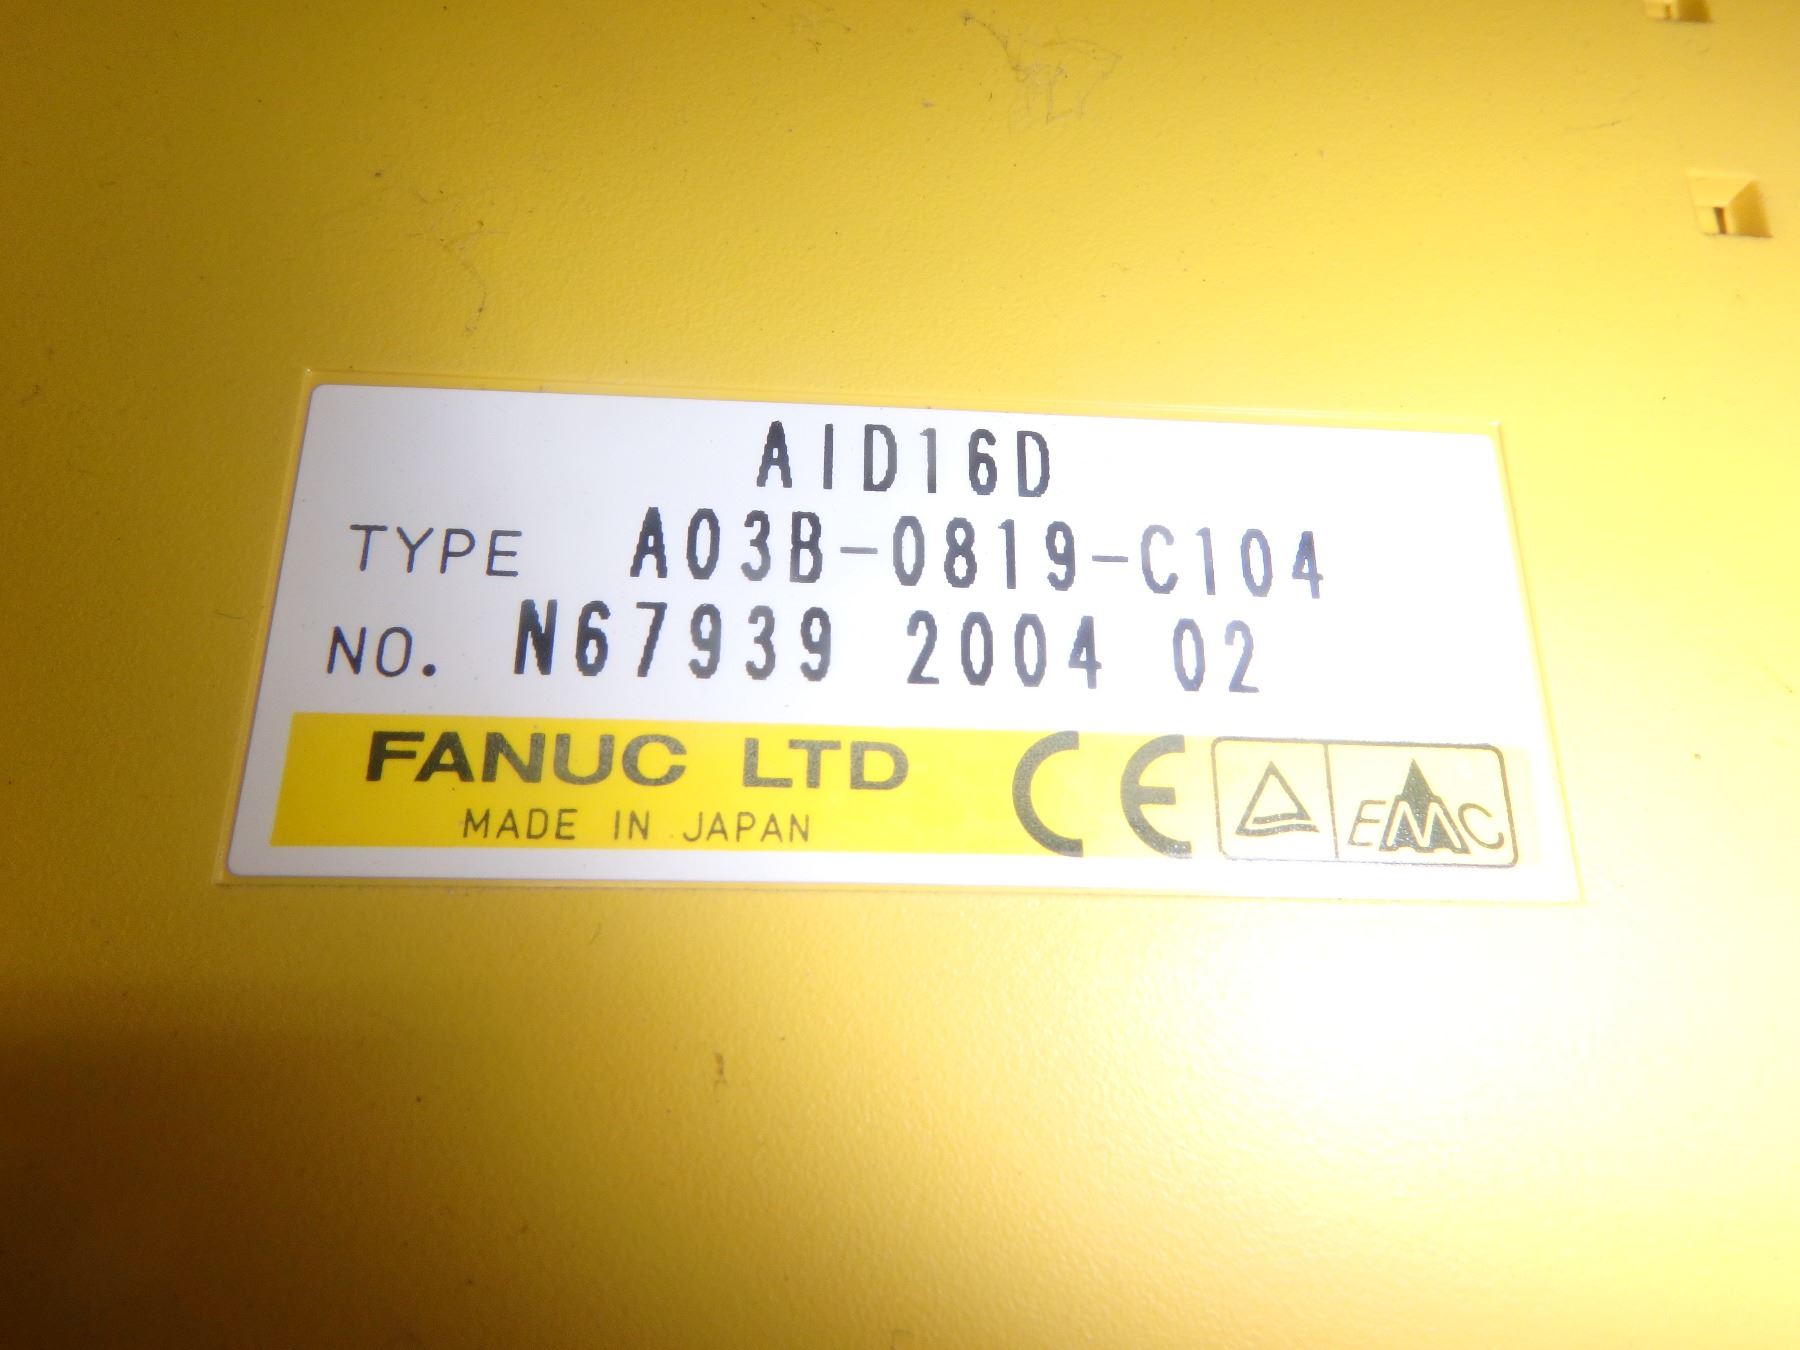 AID16D
TYPE A03B-0819-C104
NO. N67939 2004 02
FANUC LTD
MADE IN JAPAN
CE
EMC